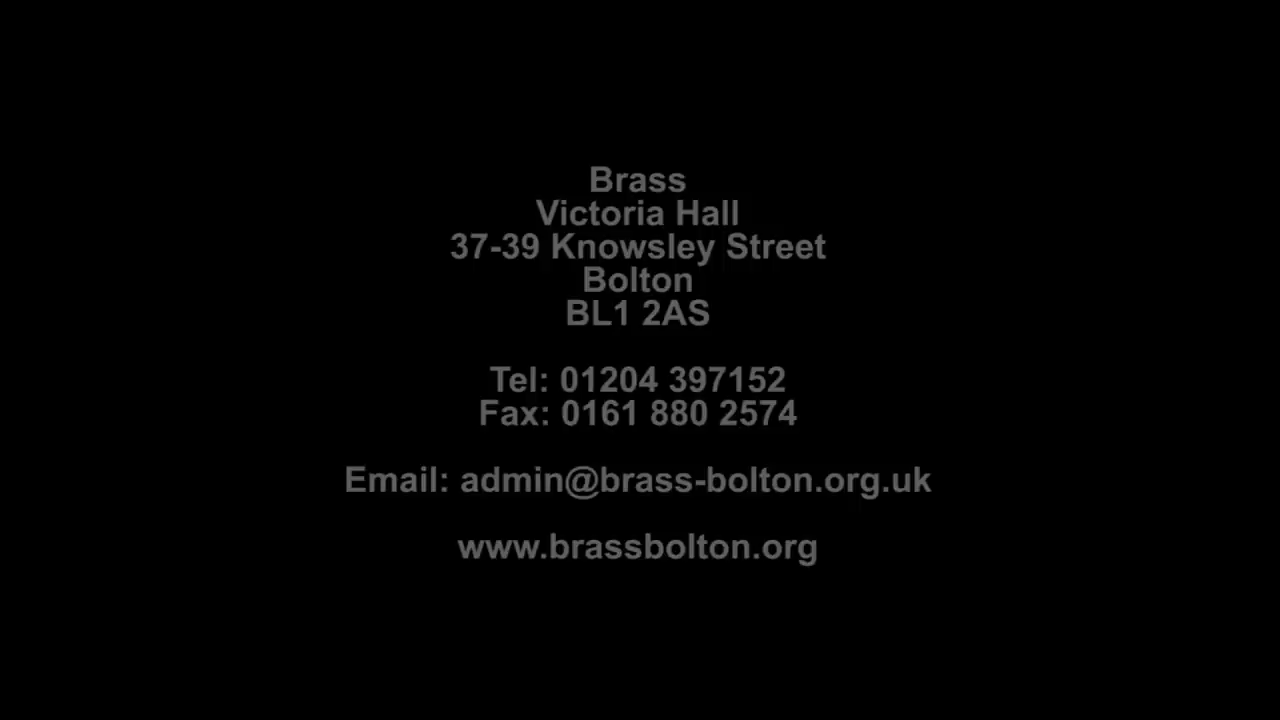 Brass
Victoria Hall
37-39 Knowsley Street
Bolton
BL1 2AS
Tel: 01204 397152
Fax: 0161 880 2574
Email: admin@brass-bolton.org.uk
www.brassbolton.org